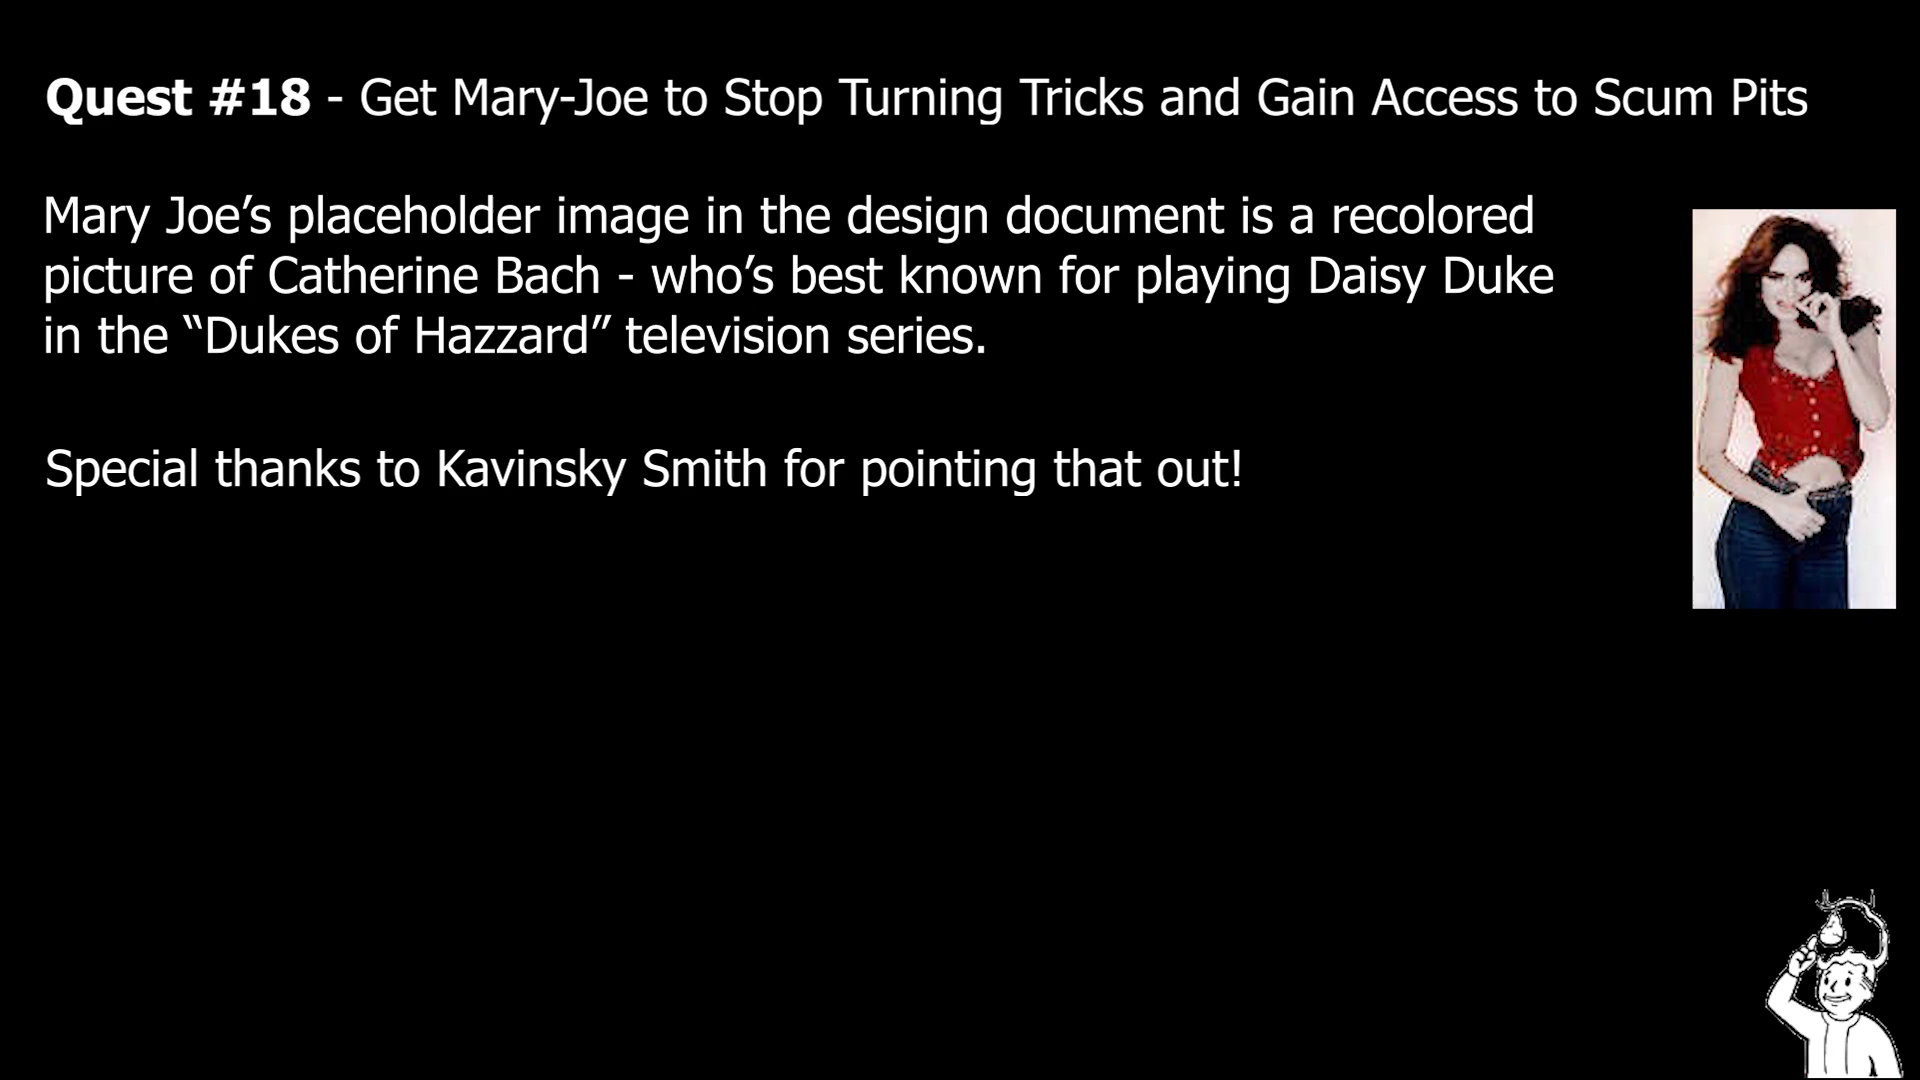 Quest #18 - Get Mary-Joe to Stop Turning Tricks and Gain Access to Scum Pits
Mary Joe’s placeholder image in the design document is a recolored
picture of Catherine Bach - who’s best known for playing Daisy Duke
in the “Dukes of Hazzard” television series.
Special thanks to Kavinsky Smith for pointing that out!